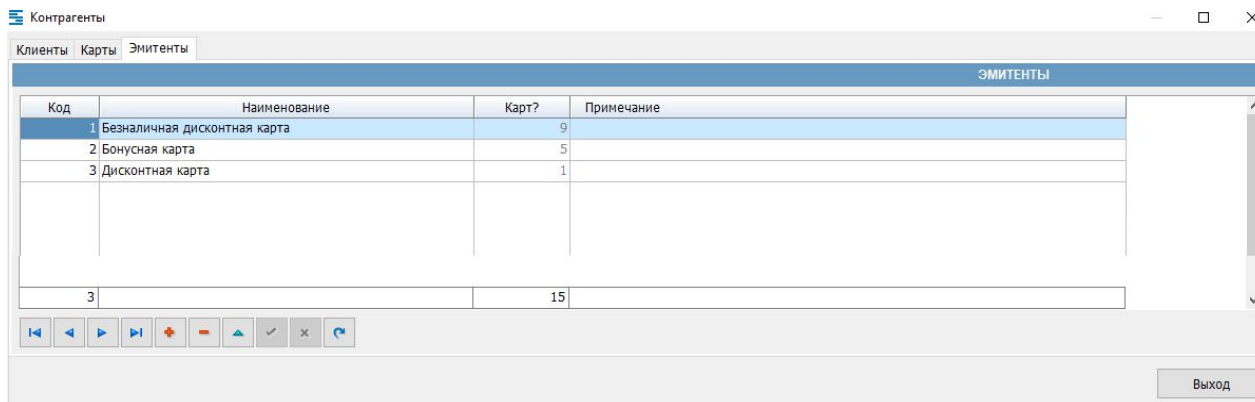 Контрагенты
Клиенты Карты Эмитенты
ЭМИТЕНТЫ
Код Наименование Карт? Примечание
1 Безналичная дисконтная карта 9
2 Бонусная карта 5
3 Дисконтная карта 1
3 15
Выход